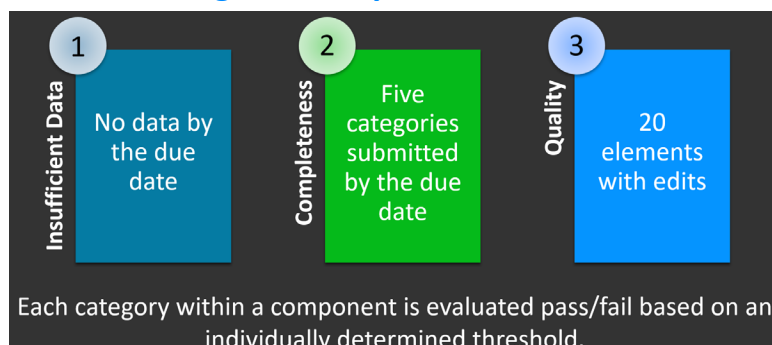 1
Insufficient Data
No data by
the due
date
2
Completeness
Five
categories
submitted
by the due
date
3
Quality
20
elements
with edits
Each category within a component is evaluated pass/fail based on an
individually determined threshold.